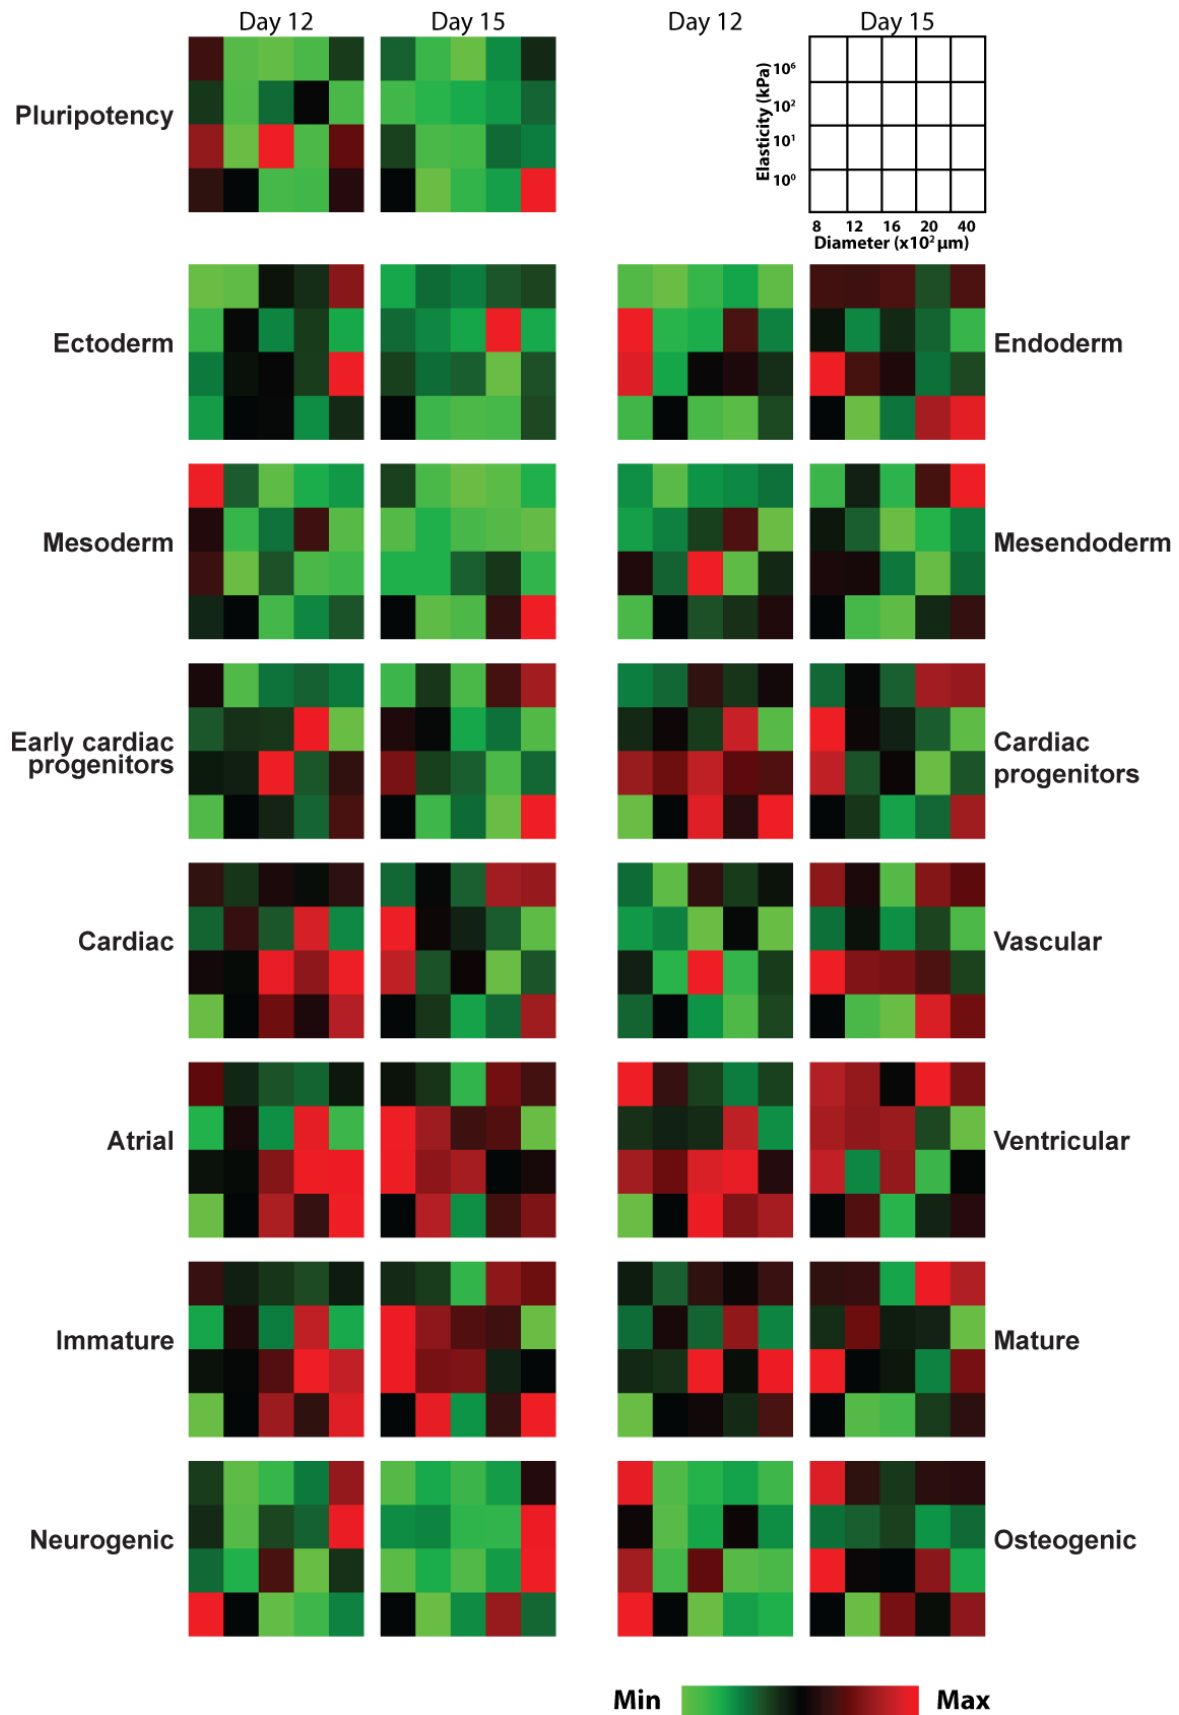 Day 12
Day 15
Day 12
Day 15
Pluripotency
Elasticity (kPa)
10⁶
10²
10¹
10⁰
8 12 16 20 40
Diameter (x10² µm)
Ectoderm
Endoderm
Mesoderm
Mesendoderm
Early cardiac
progenitors
Cardiac
progenitors
Cardiac
Vascular
Atrial
Ventricular
Immature
Mature
Neurogenic
Osteogenic
Min
Max